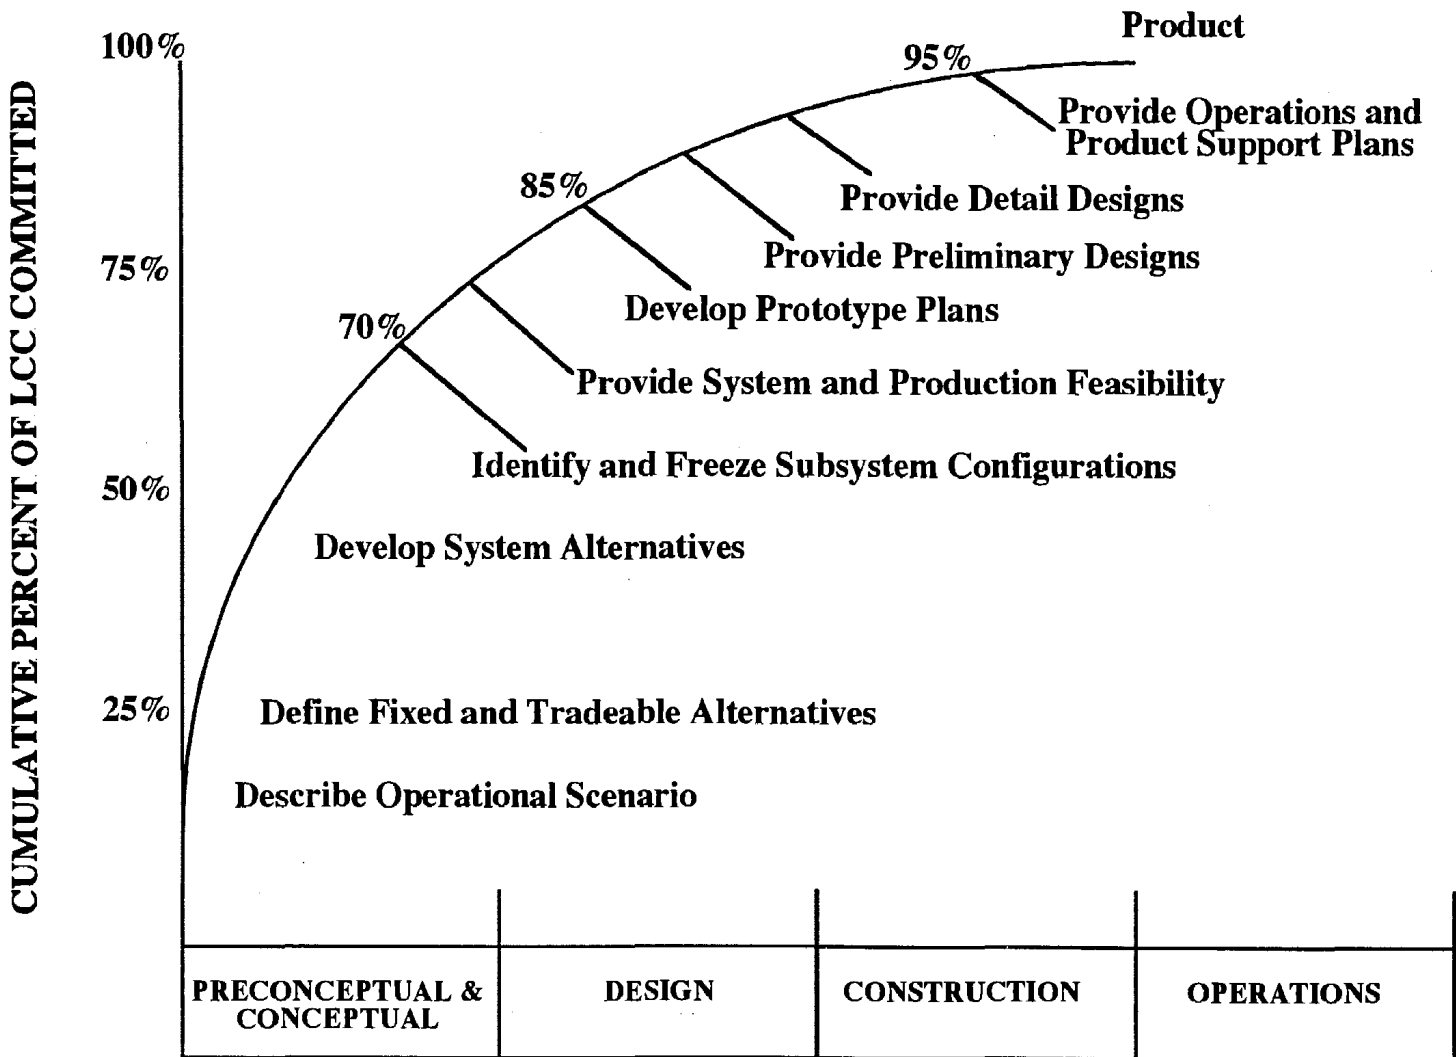 Product
100%
95%
Provide Operations and
Product Support Plans
85%
Provide Detail Designs
75%
Provide Preliminary Designs
Develop Prototype Plans
70%
Provide System and Production Feasibility
Identify and Freeze Subsystem Configurations
50%
Develop System Alternatives
25%
Define Fixed and Tradeable Alternatives
Describe Operational Scenario
CUMULATIVE PERCENT OF LCC COMMITTED
PRECONCEPTUAL &
CONCEPTUAL
DESIGN
CONSTRUCTION
OPERATIONS